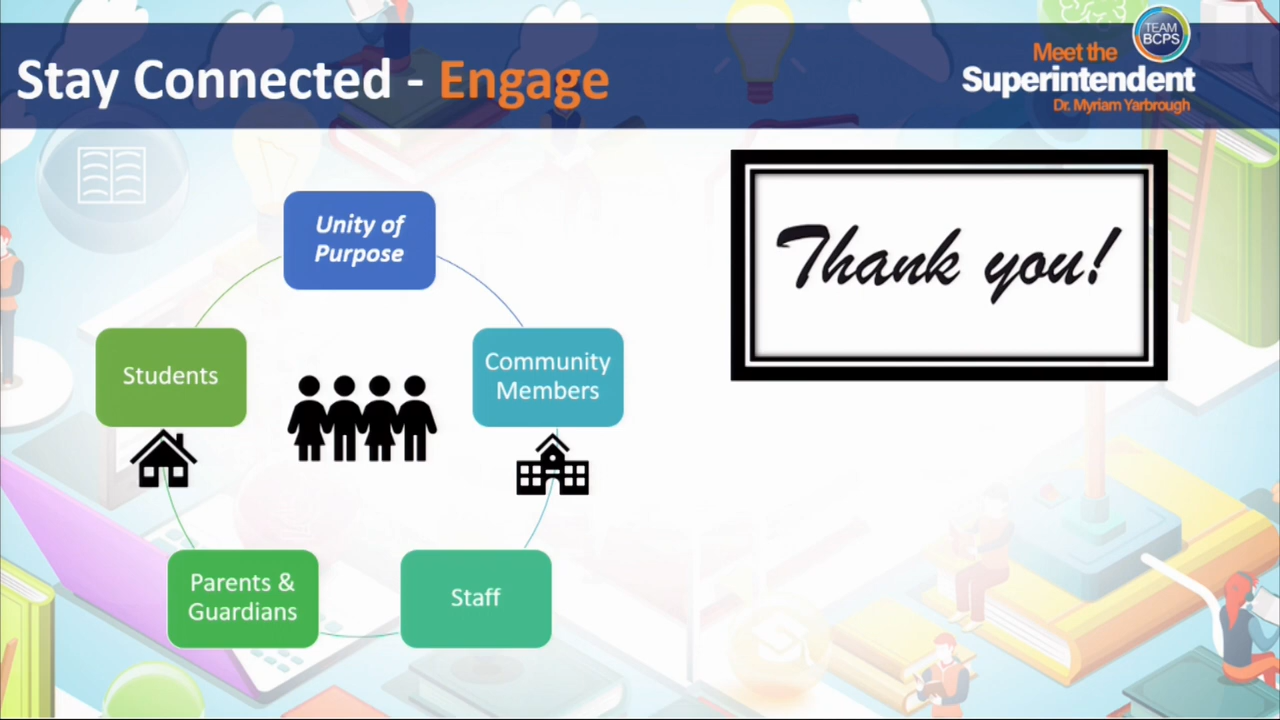 Stay Connected - Engage
TEAM
BCPS
Meet the
Superintendent
Dr. Myriam Yarbrough
Unity of
Purpose
Students
Community
Members
Parents &
Guardians
Staff
Thank you!